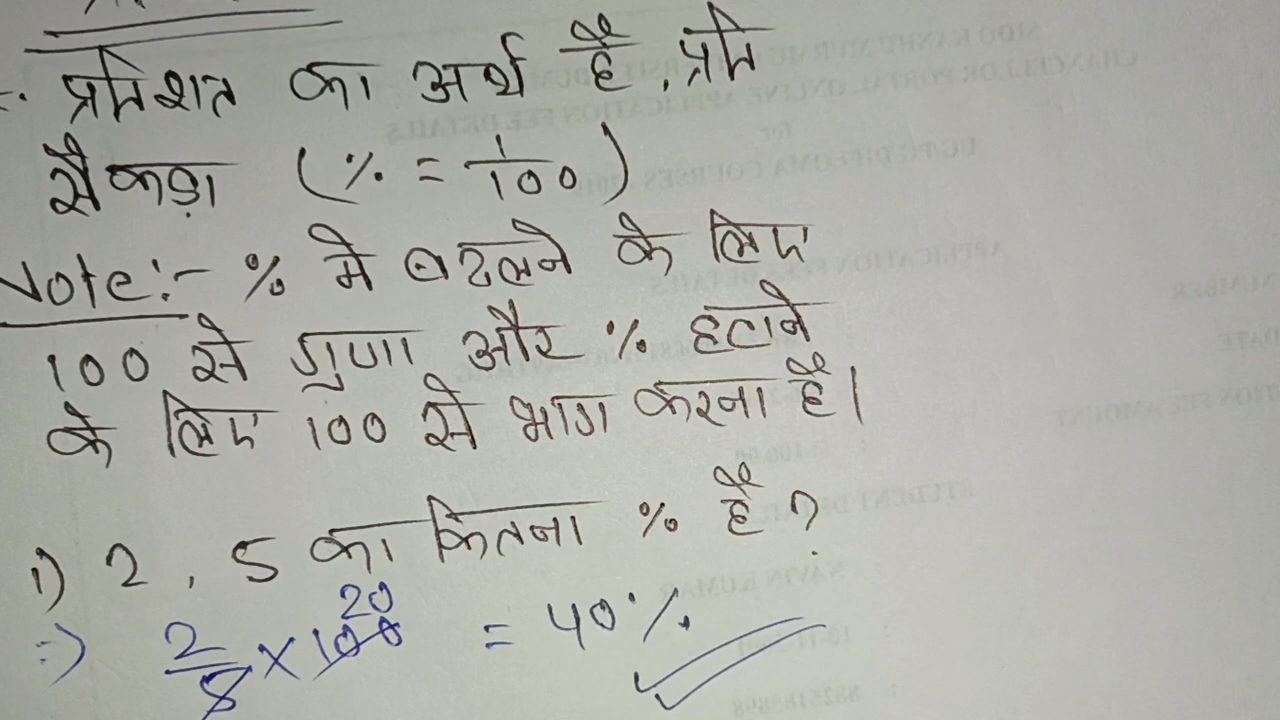 प्रतिशत का अर्थ है, प्रति
सैकड़ा (% = 1/100)
Note:- % मे बदलने के लिए
100 से गुणा और % हटाने
के लिए 100 से भाग करना है।
i) 2, 5 का कितना % है?
=) 2/5 × 100 20 = 40%